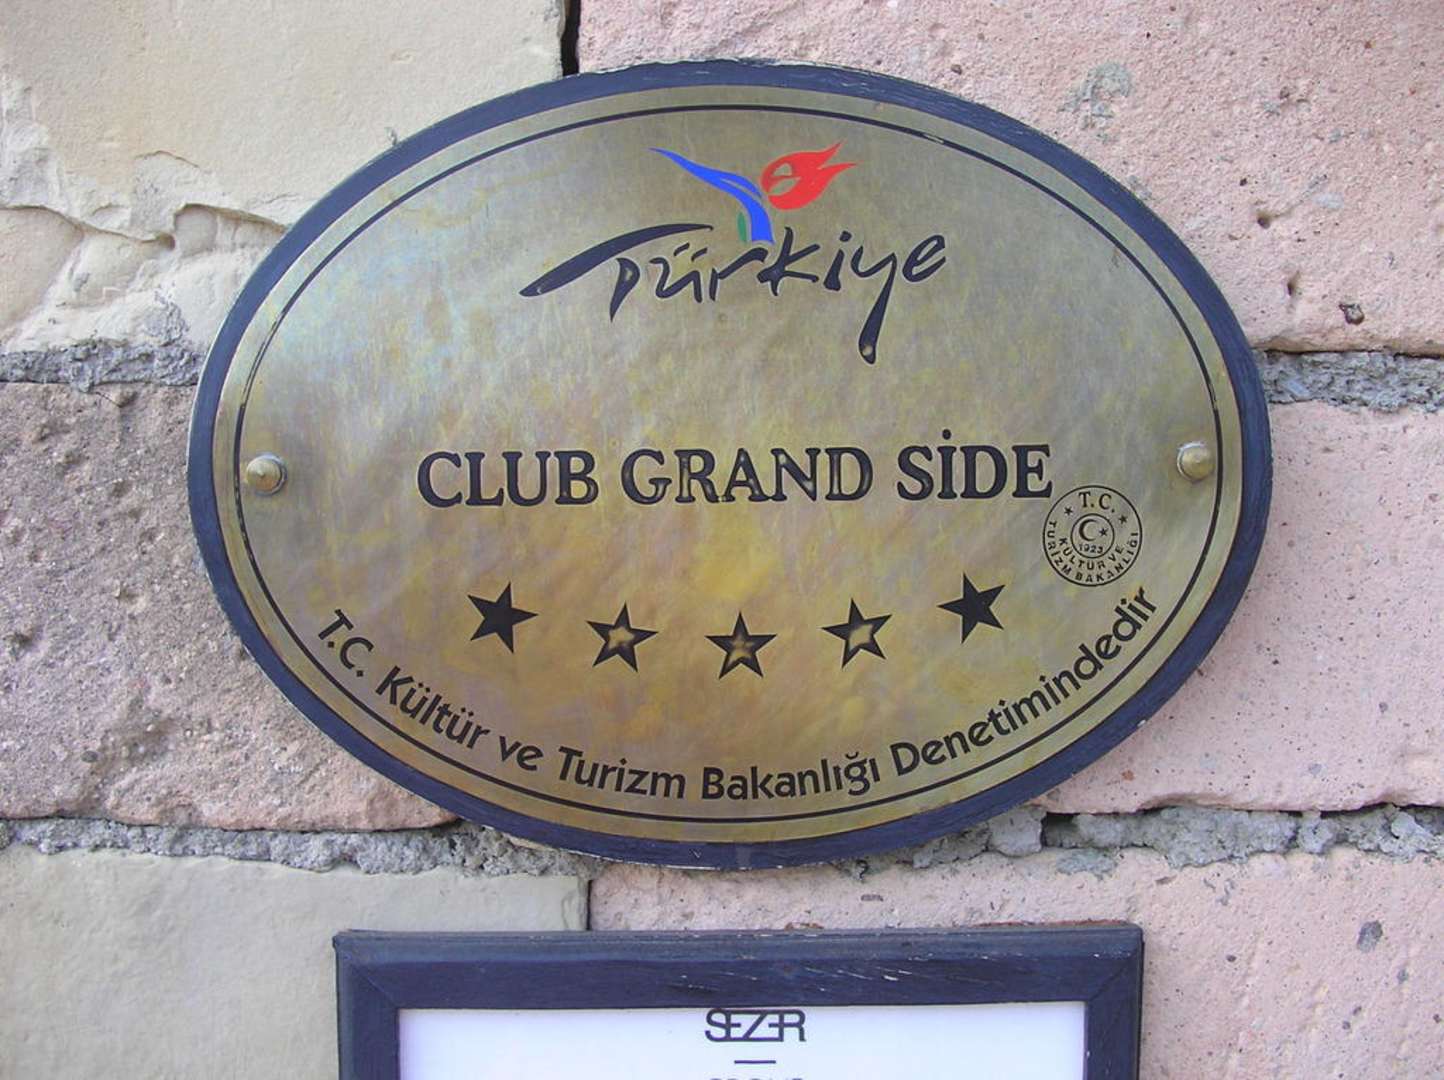 Türkiye
CLUB GRAND SİDE
T.C.
1923
KÜLTÜR VE
TURİZM BAKANLIĞI
T.C. Kültür ve Turizm Bakanlığı Denetimindedir
SEZER